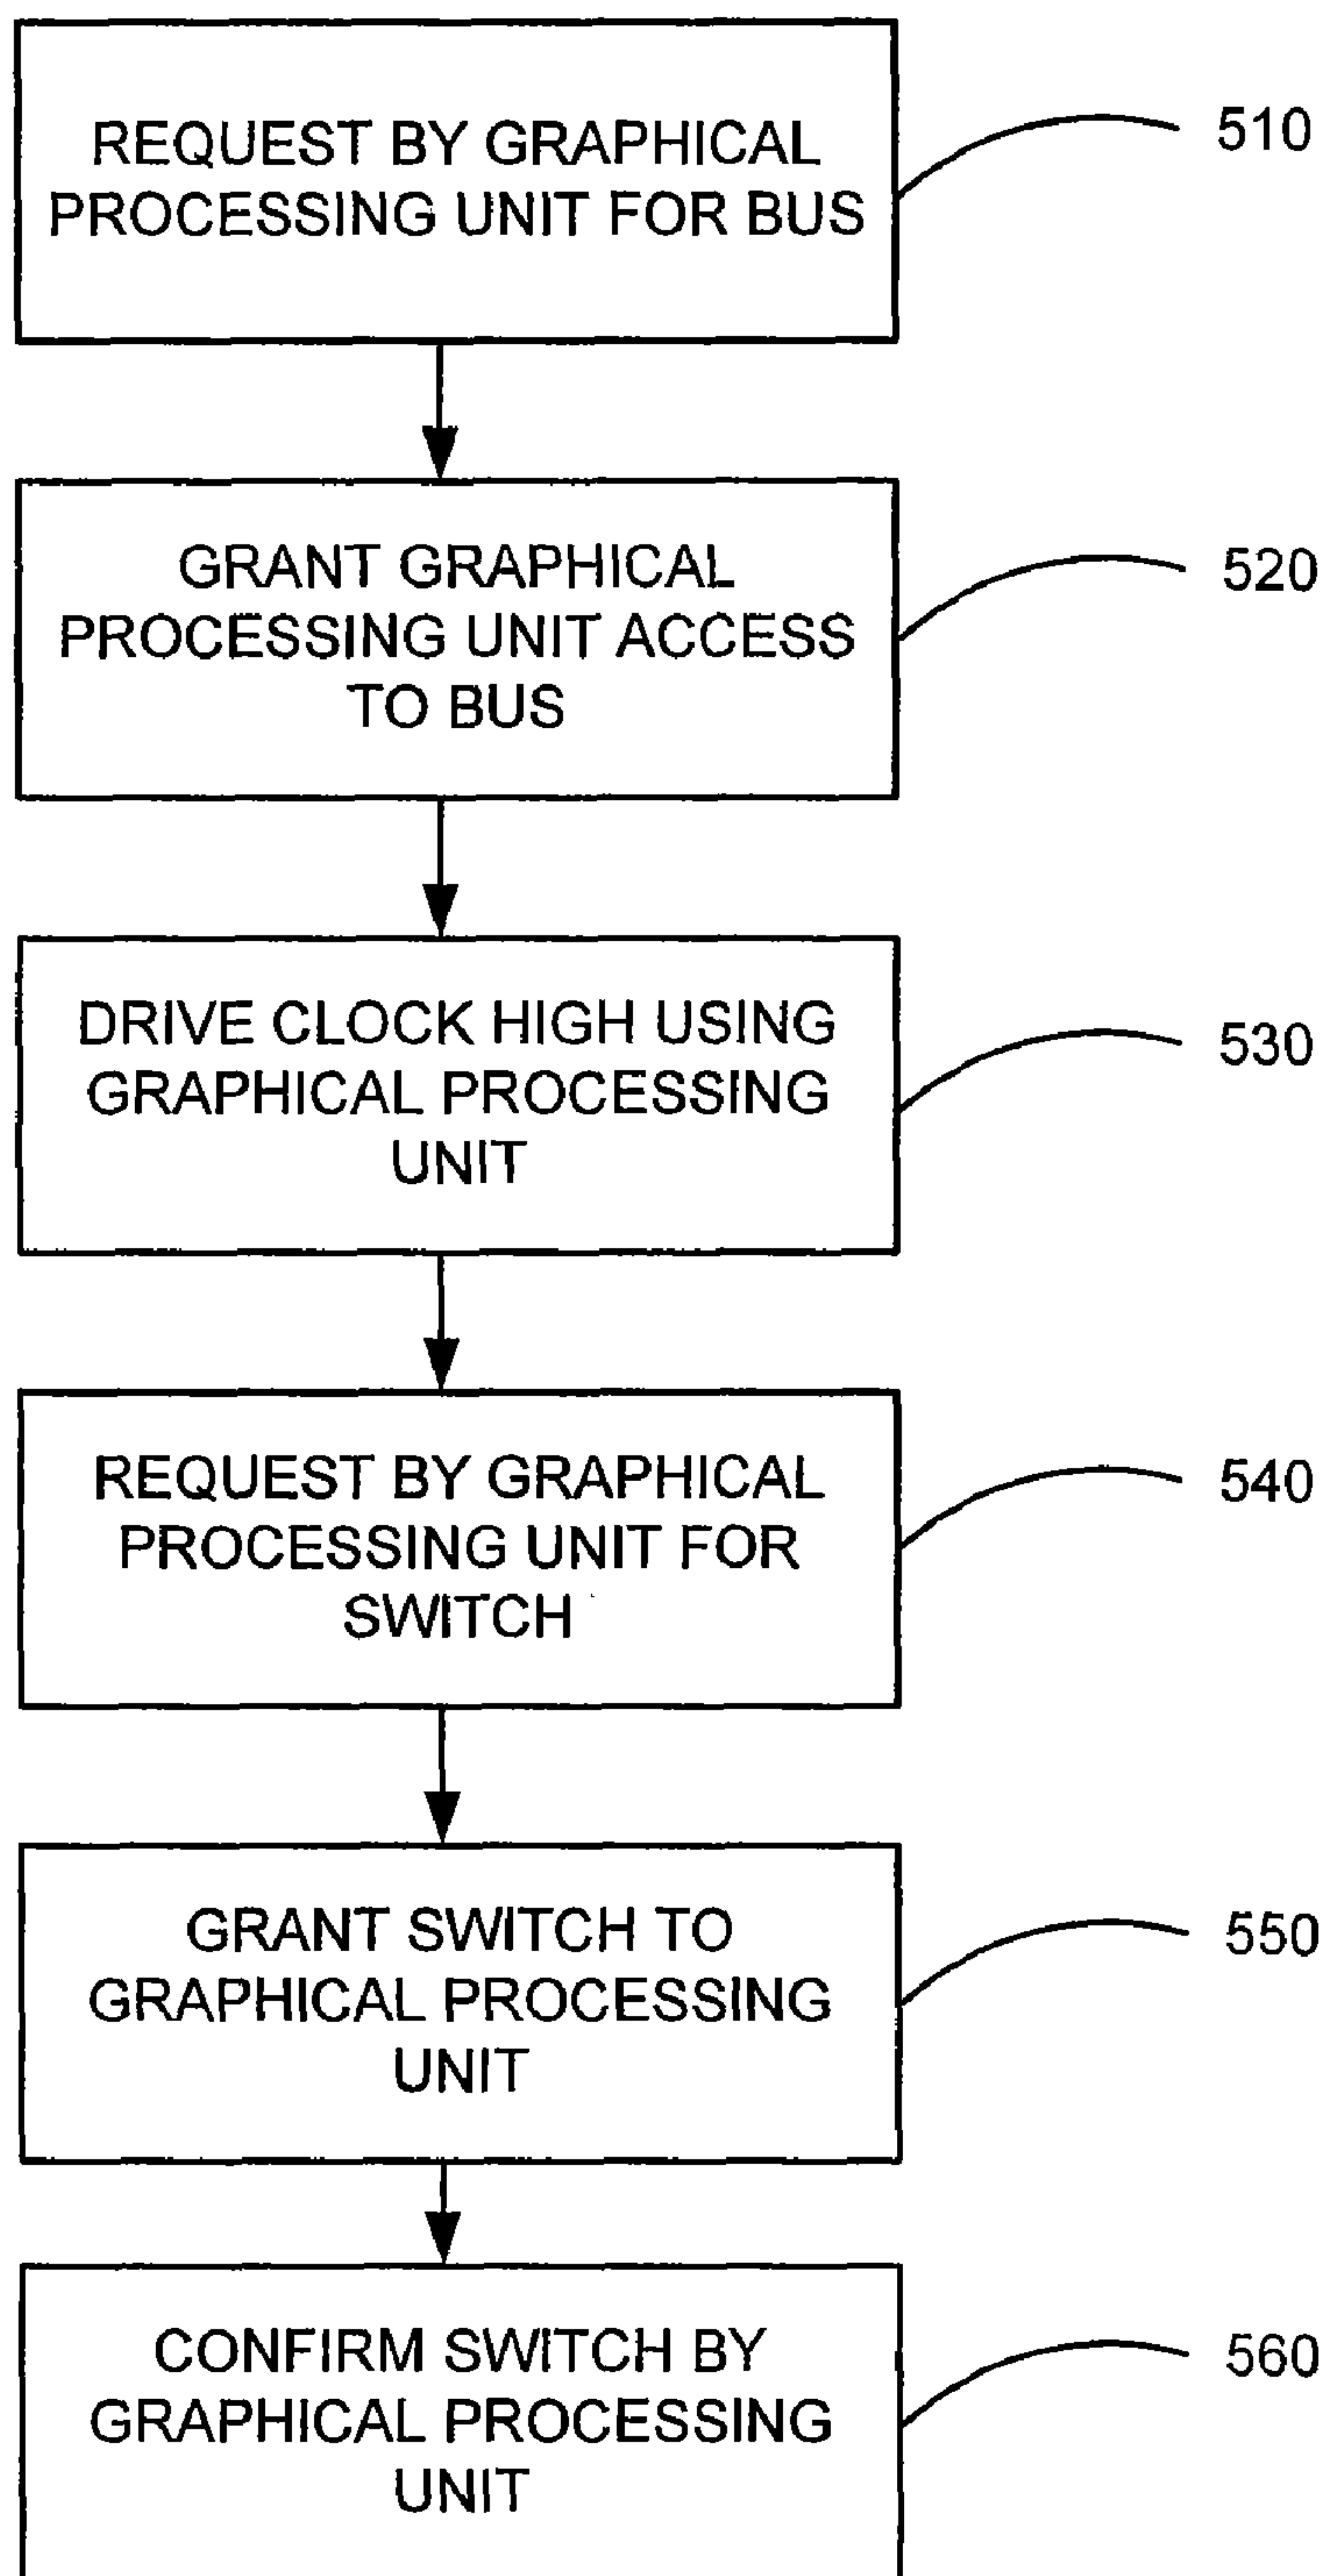 REQUEST BY GRAPHICAL
PROCESSING UNIT FOR BUS
510
GRANT GRAPHICAL
PROCESSING UNIT ACCESS
TO BUS
520
DRIVE CLOCK HIGH USING
GRAPHICAL PROCESSING
UNIT
530
REQUEST BY GRAPHICAL
PROCESSING UNIT FOR
SWITCH
540
GRANT SWITCH TO
GRAPHICAL PROCESSING
UNIT
550
CONFIRM SWITCH BY
GRAPHICAL PROCESSING
UNIT
560